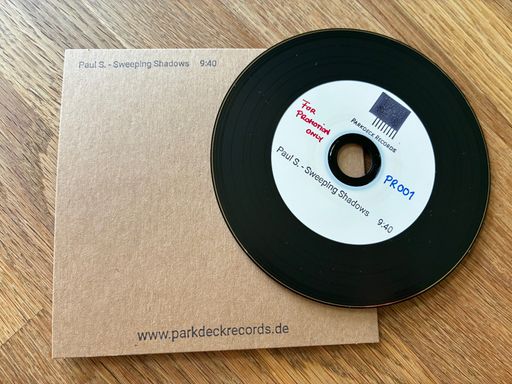 Paul S. - Sweeping Shadows 9:40
PARKDECK RECORDS
FOR
PROMOTION
ONLY
PR001
Paul S. - Sweeping Shadows 9:40
www.parkdeckrecords.de